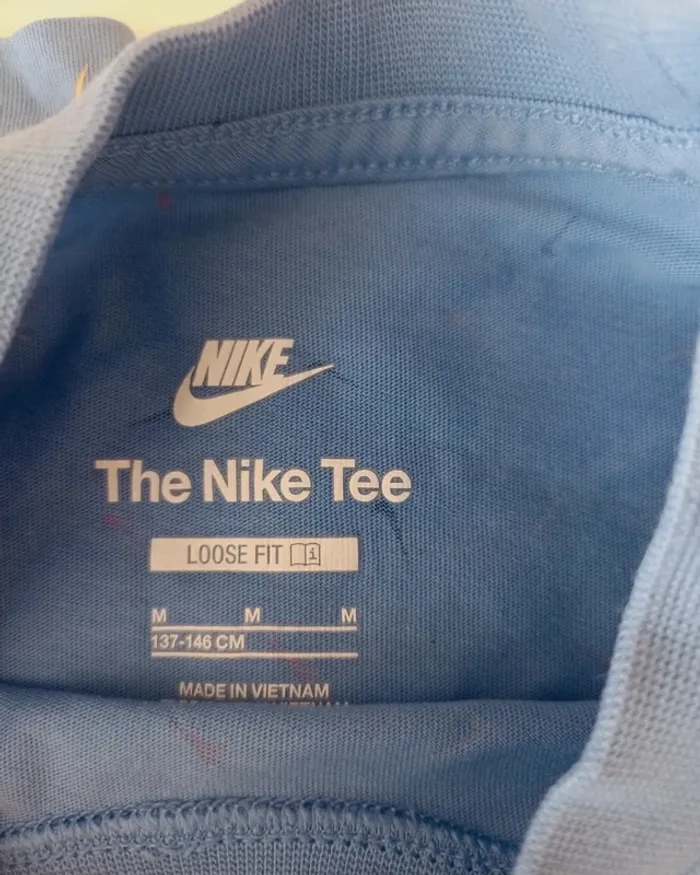 NIKE
The Nike Tee
LOOSE FIT
M M M
137-146 CM
MADE IN VIETNAM